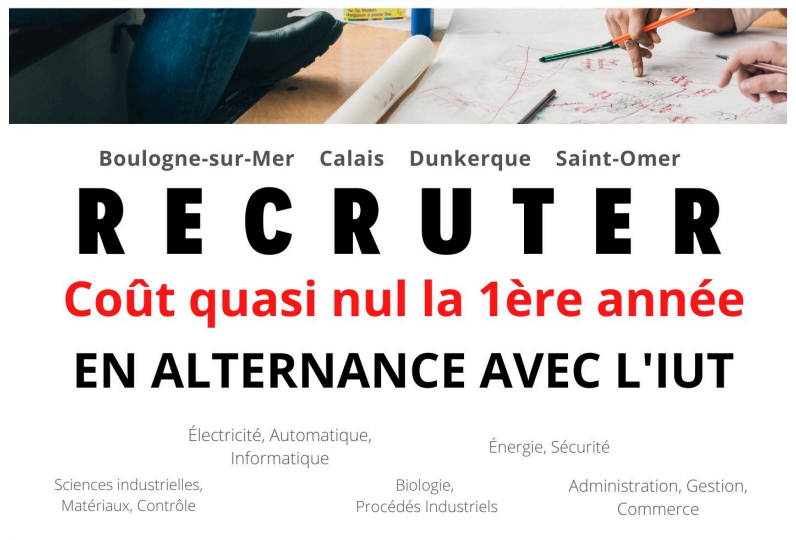 Boulogne-sur-Mer Calais Dunkerque Saint-Omer
RECRUTER
Coût quasi nul la 1ère année
EN ALTERNANCE AVEC L'IUT
Électricité, Automatique,
Informatique
Énergie, Sécurité
Sciences industrielles,
Matériaux, Contrôle
Biologie,
Procédés Industriels
Administration, Gestion,
Commerce